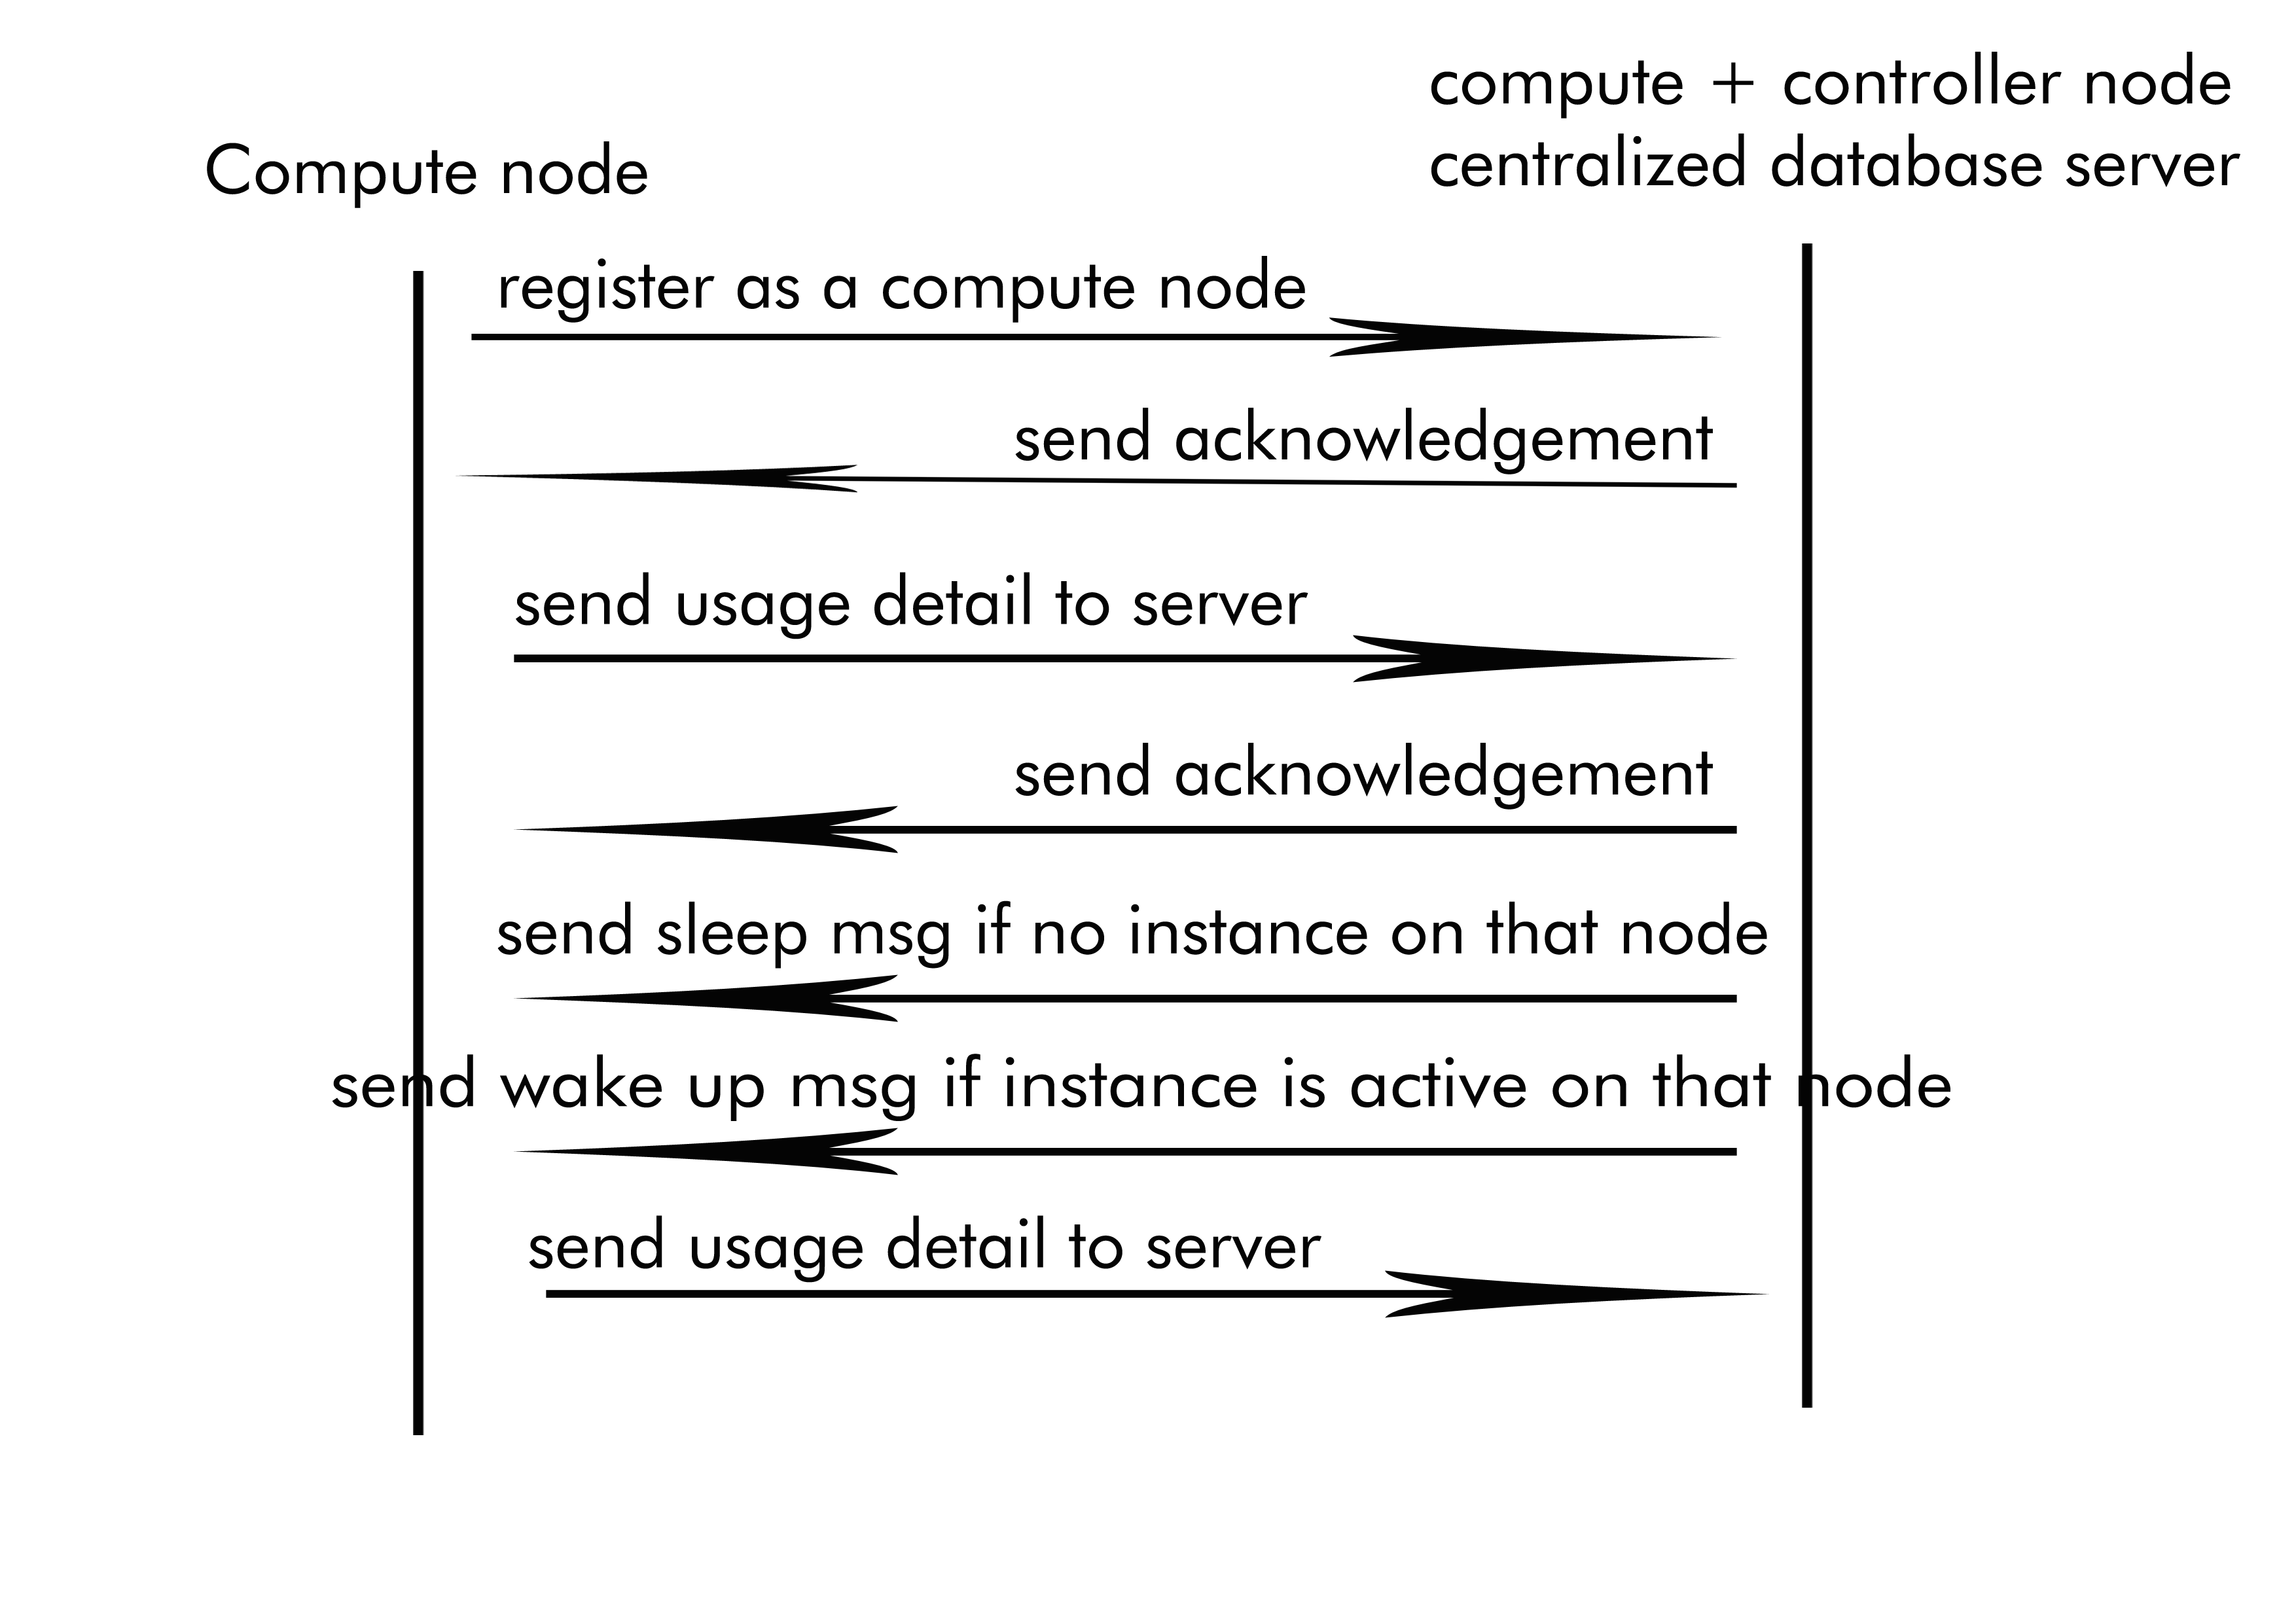 compute + controller node
centralized database server
Compute node
register as a compute node
send acknowledgement
send usage detail to server
send acknowledgement
send sleep msg if no instance on that node
send wake up msg if instance is active on that node
send usage detail to server